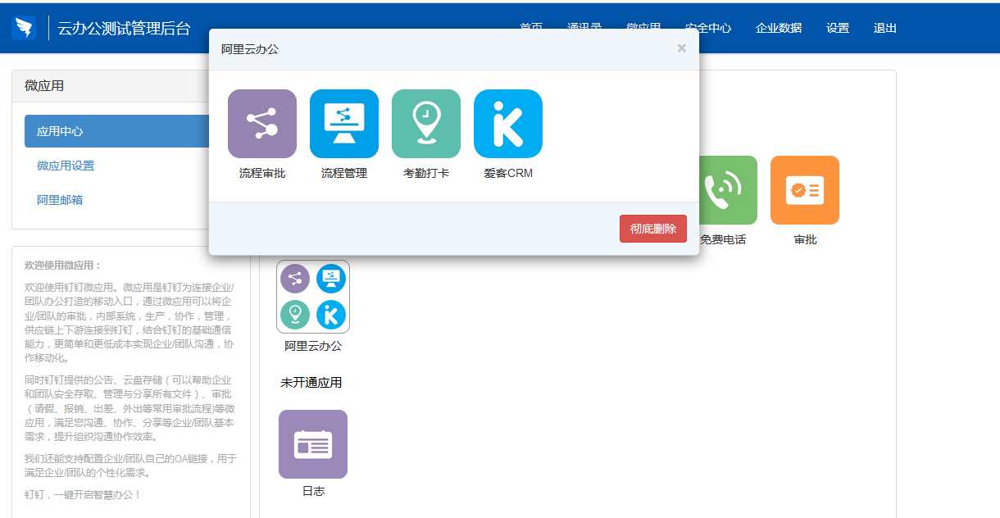 云办公测试管理后台
首页
通讯录
微应用
安全中心
企业数据
设置
退出
阿里云办公
×
流程审批
流程管理
考勤打卡
爱客CRM
彻底删除
微应用
应用中心
微应用设置
阿里邮箱
欢迎使用微应用：
欢迎使用钉钉微应用。微应用是钉钉为连接企业/
团队办公打造的移动入口，通过微应用可以将企
业/团队的审批，内部系统，生产，协作，管理，
供应链上下游连接到钉钉，结合钉钉的基础通信
能力，更简单和更低成本实现企业/团队沟通，协
作移动化。
同时钉钉提供的公告、云盘存储（可以帮助企业
和团队安全存取、管理与分享所有文件）、审批
（请假、报销、出差、外出等常用审批流程)等微
应用，满足您沟通、协作、分享等企业/团队基本
需求，提升组织沟通协作效率。
我们还能支持配置企业/团队自己的OA链接，用于
满足企业/团队的个性化需求。
钉钉，一键开启智慧办公！
免费电话
审批
阿里云办公
未开通应用
日志